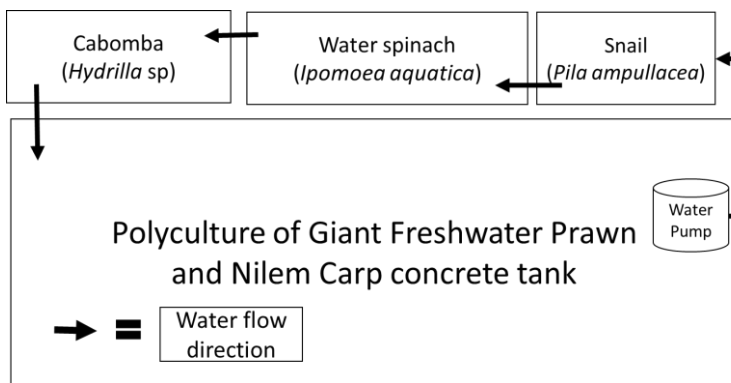 Cabomba
(Hydrilla sp)
Water spinach
(Ipomoea aquatica)
Snail
(Pila ampullacea)
Water
Pump
Polyculture of Giant Freshwater Prawn
and Nilem Carp concrete tank
=
Water flow
direction